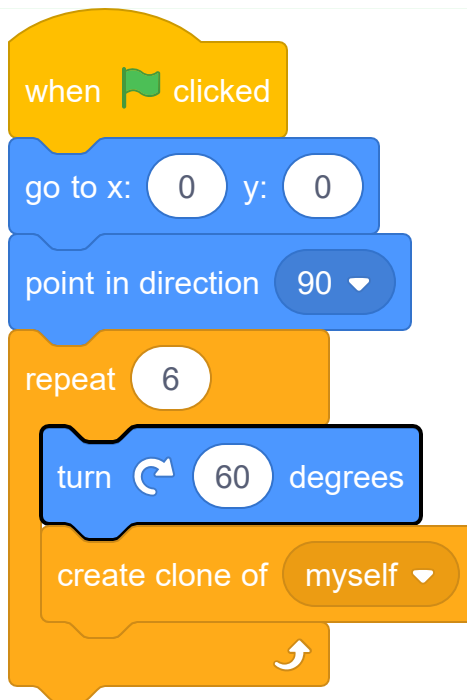 when clicked
go to x: 0 y: 0
point in direction 90
repeat 6
turn 60 degrees
create clone of myself